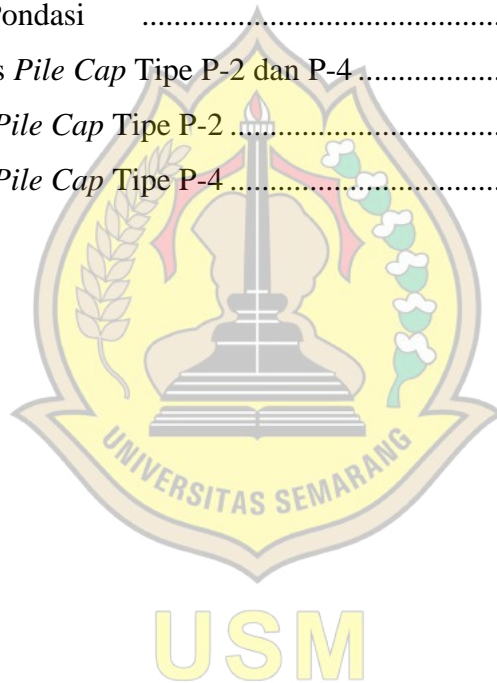 Pondasi ....................................
s Pile Cap Tipe P-2 dan P-4 ....................
Pile Cap Tipe P-2 ....................................
Pile Cap Tipe P-4 ....................................
UNIVERSITAS SEMARANG
USM